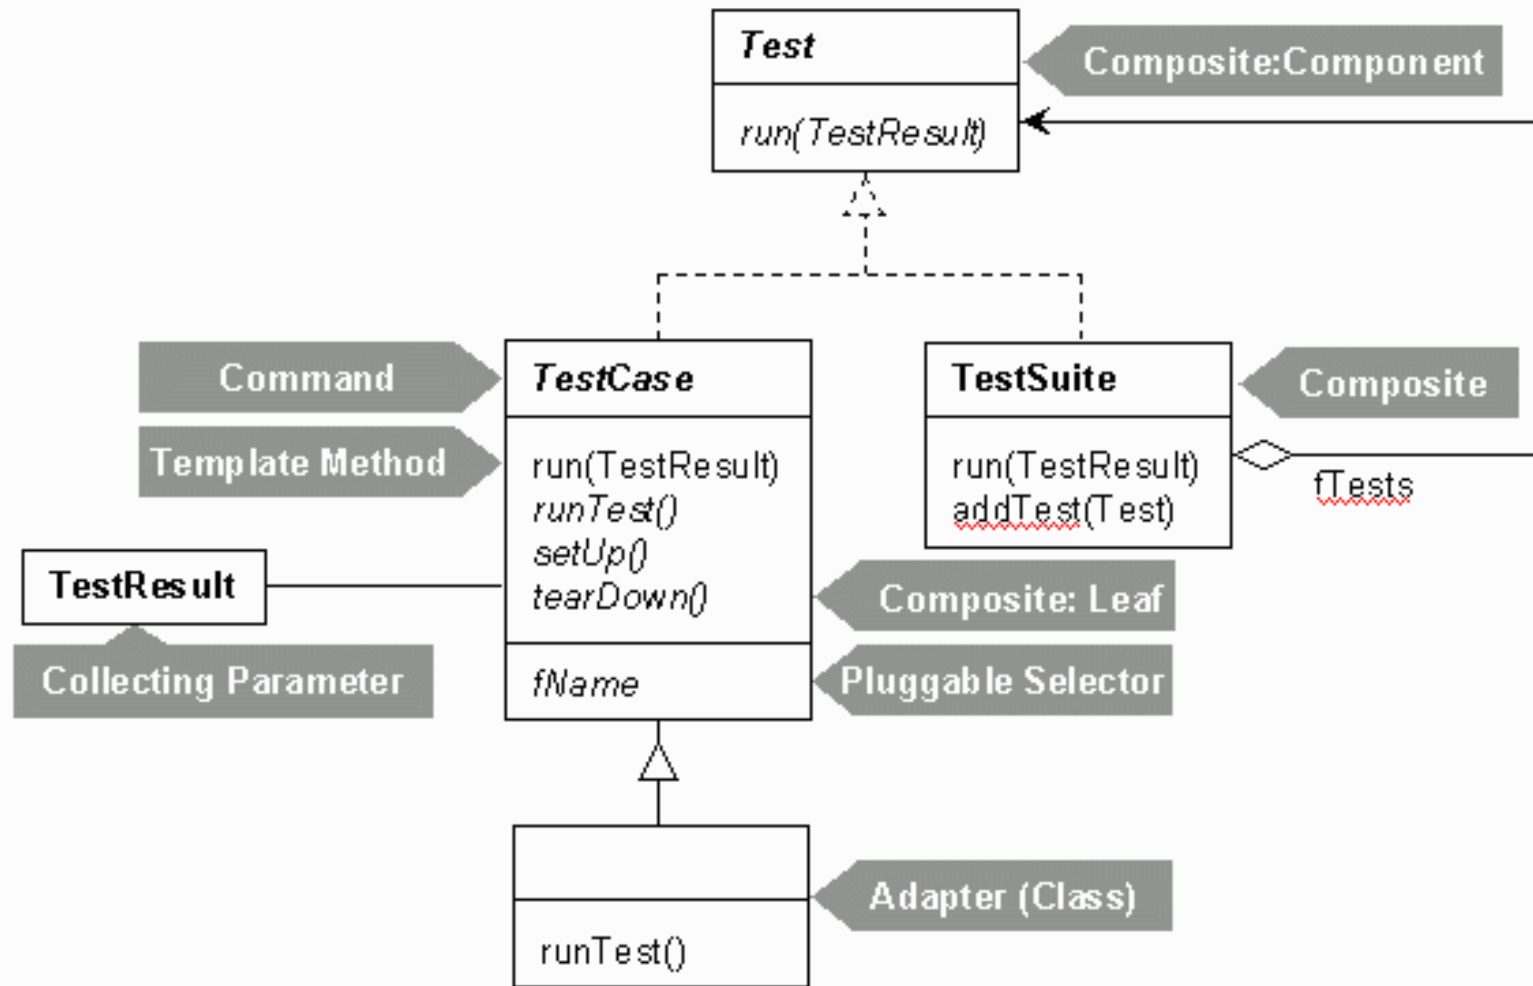 Test
Composite:Component
run(TestResult)
Command
TestCase
TestSuite
Composite
Template Method
run(TestResult)
runTest()
setUp()
tearDown()
run(TestResult)
addTest(Test)
fTests
TestResult
Composite: Leaf
Collecting Parameter
fName
Pluggable Selector
Adapter (Class)
runTest()